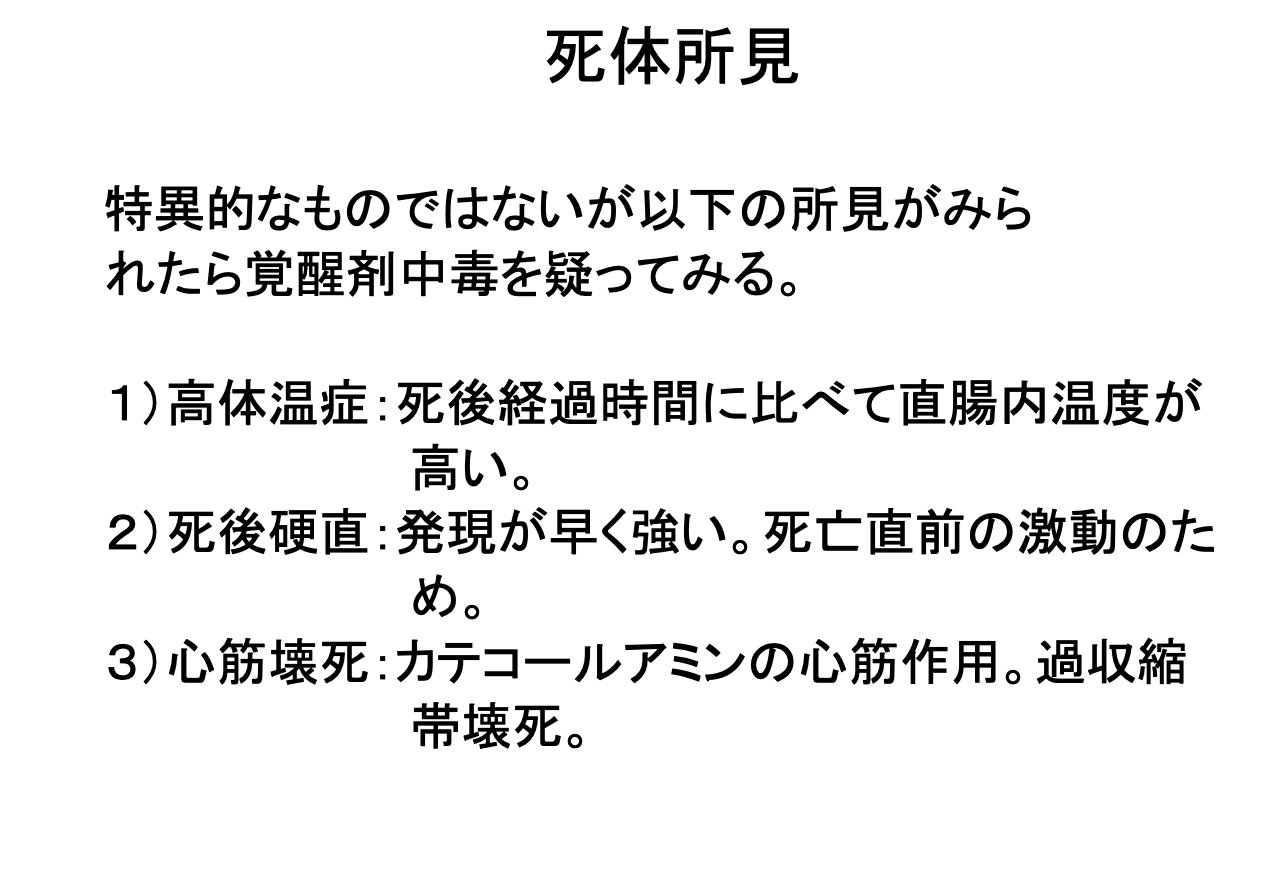 死体所見
特異的なものではないが以下の所見がみら
れたら覚醒剤中毒を疑ってみる。
１）高体温症：死後経過時間に比べて直腸内温度が
高い。
２）死後硬直：発現が早く強い。死亡直前の激動のた
め。
３）心筋壊死：カテコールアミンの心筋作用。過収縮
帯壊死。